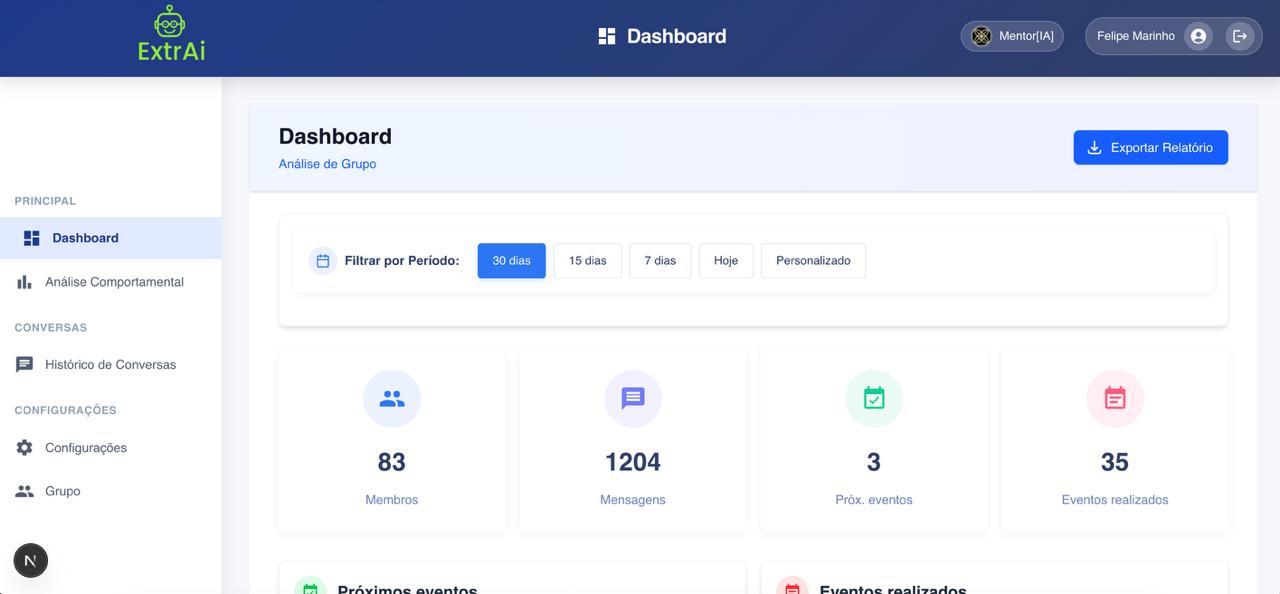 ExtrAi
Dashboard
Mentor[IA]
Felipe Marinho
PRINCIPAL
Dashboard
Análise Comportamental
CONVERSAS
Histórico de Conversas
CONFIGURAÇÕES
Configurações
Grupo
N
Dashboard
Análise de Grupo
Exportar Relatório
Filtrar por Período:
30 dias
15 dias
7 dias
Hoje
Personalizado
83
Membros
1204
Mensagens
3
Próx. eventos
35
Eventos realizados
Próximos eventos
Eventos realizados